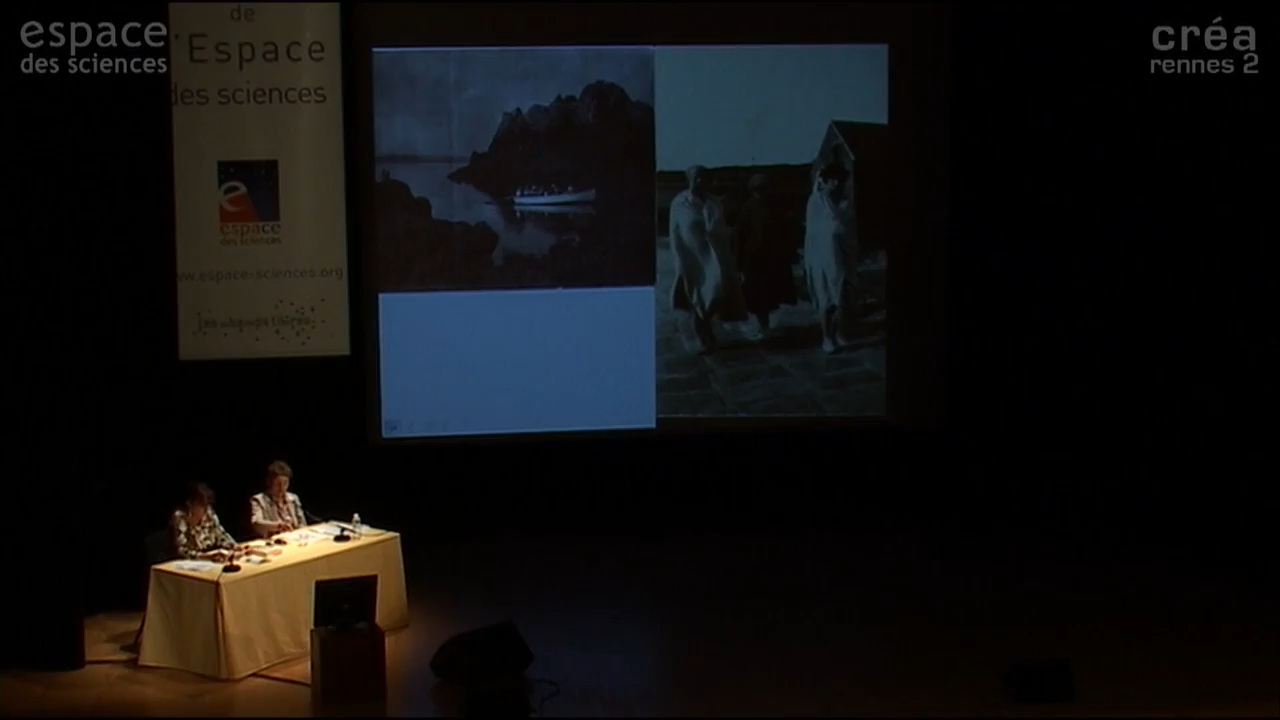 espace
des sciences
de
l'Espace
des sciences
espace
des sciences
www.espace-sciences.org
créa
rennes 2